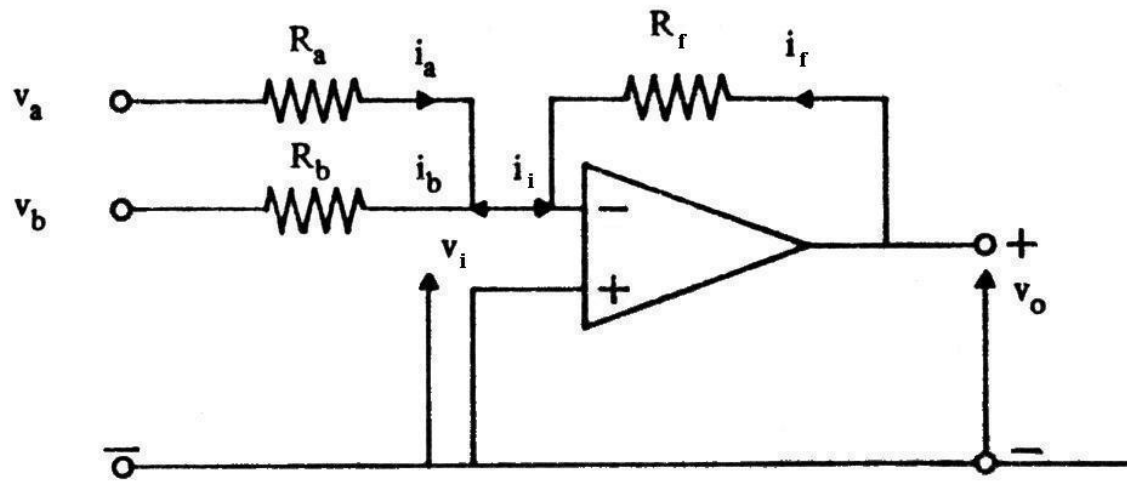 R_a i_a R_f i_f
v_a
R_b i_b i_i
v_b −
v_i
+ +
v_o
− −